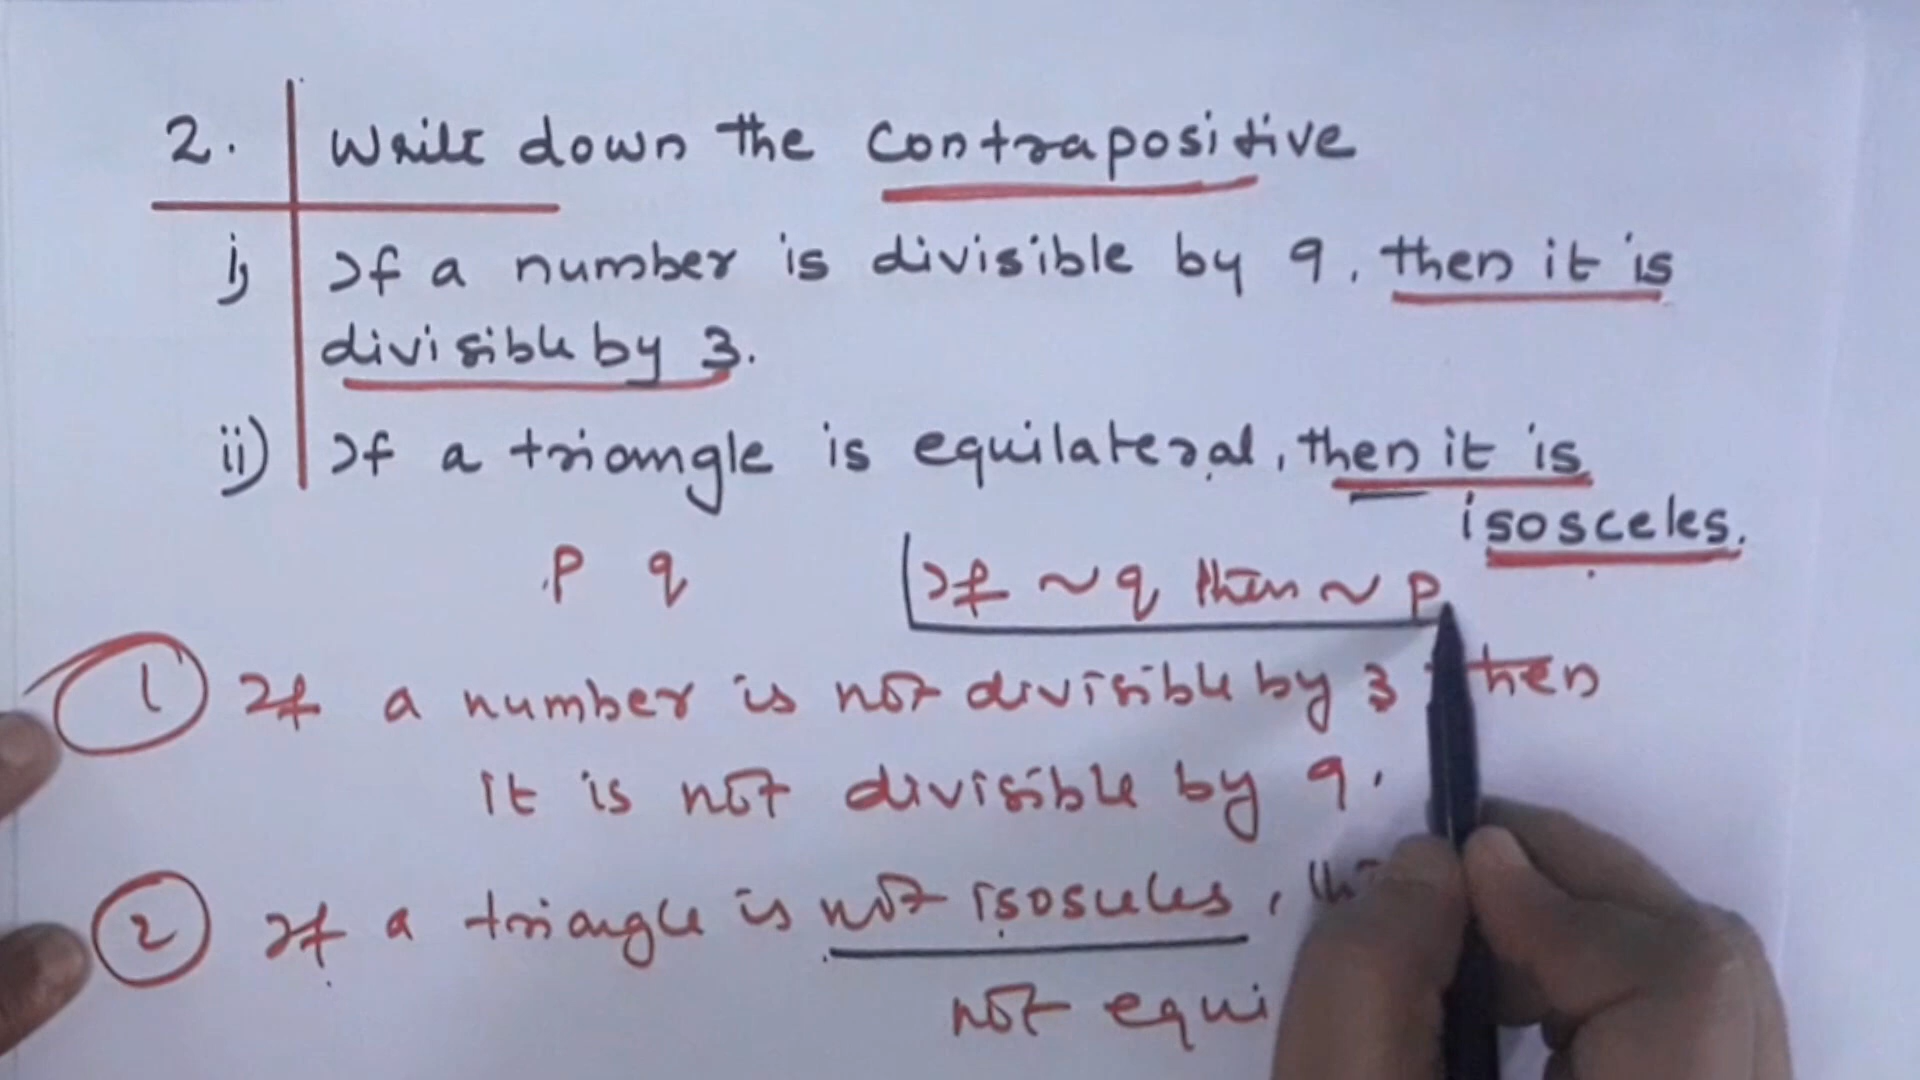 2. Write down the contrapositive
i) If a number is divisible by 9, then it is
divisible by 3.
ii) If a triangle is equilateral, then it is
isosceles.
p q If ~q then ~p
1 If a number is not divisible by 3 then
it is not divisible by 9.
2 If a triangle is not isosceles,
not equi